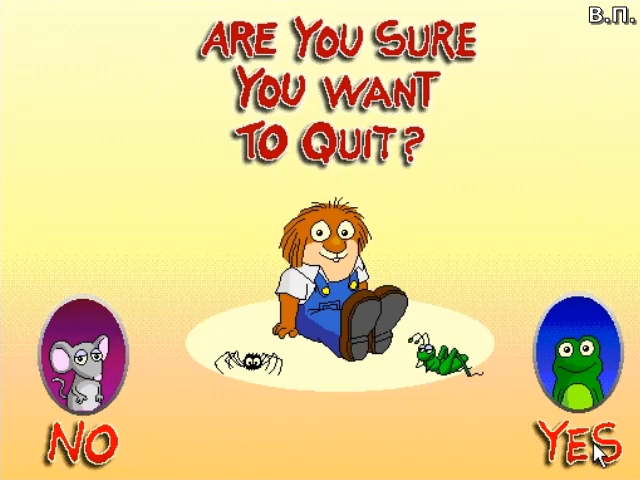 В.П.
ARE YOU SURE
YOU WANT
TO QUIT?
NO
YES